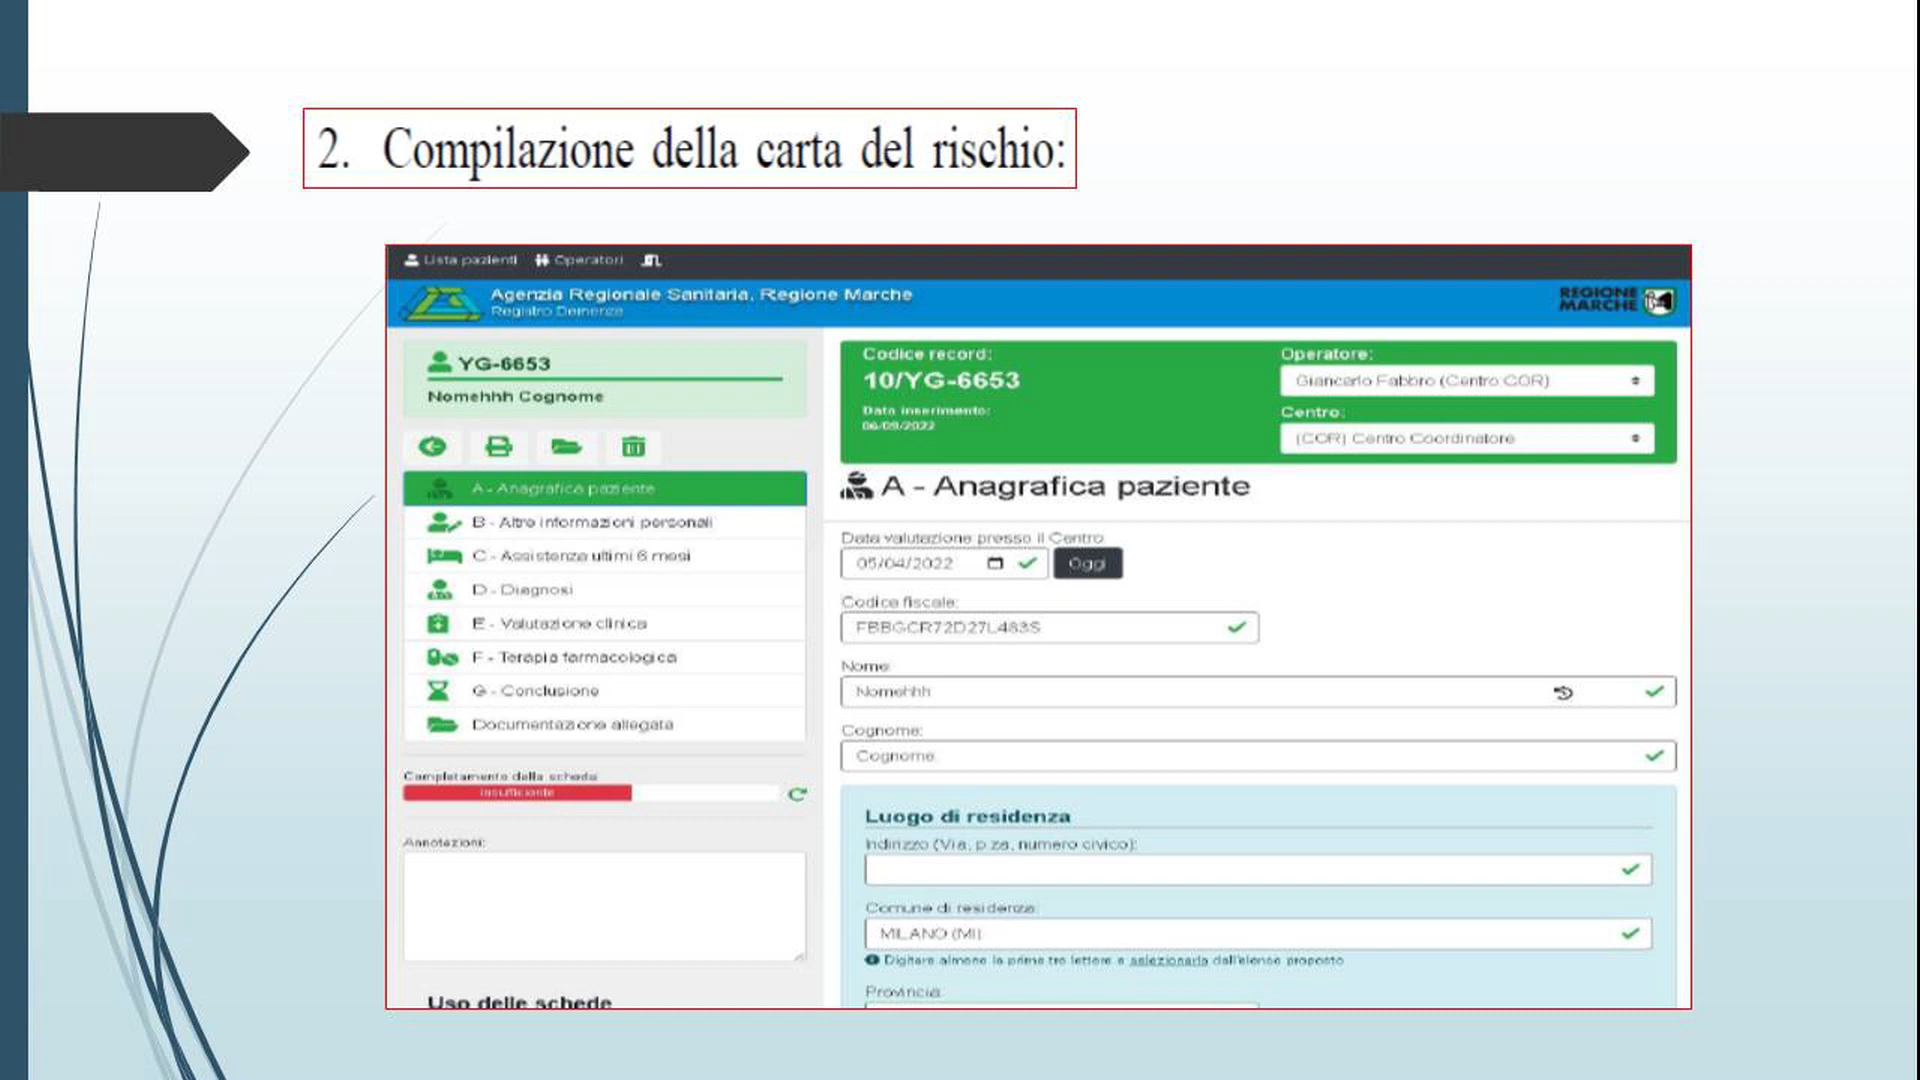 2. Compilazione della carta del rischio:
Lista pazienti Operatori
Agenzia Regionale Sanitaria, Regione Marche
Registro Demenze
REGIONE
MARCHE
YG-6653
Nomehhh Cognome
A - Anagrafica paziente
B - Altre informazioni personali
C - Assistenza ultimi 6 mesi
D - Diagnosi
E - Valutazione clinica
F - Terapia farmacologica
G - Conclusione
Documentazione allegata
Completamento della scheda:
Insufficiente
Annotazioni:
Uso delle schede
Codice record:
10/YG-6653
Data inserimento:
06/09/2022
Operatore:
Giancarlo Fabbro (Centro COR)
Centro:
(COR) Centro Coordinatore
A - Anagrafica paziente
Data valutazione presso il Centro
05/04/2022 Oggi
Codice fiscale:
FBBGCR72D27L483S
Nome:
Nomehhh
Cognome:
Cognome
Luogo di residenza
Indirizzo (Via, p.za, numero civico):
Comune di residenza:
MILANO (MI)
Digitare almeno le prime tre lettere e selezionarlo dall'elenco proposto
Provincia: